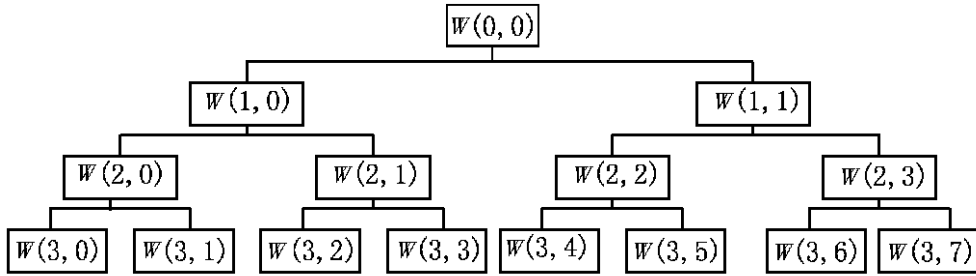 W(0, 0)
W(1, 0) W(1, 1)
W(2, 0) W(2, 1) W(2, 2) W(2, 3)
W(3, 0) W(3, 1) W(3, 2) W(3, 3) W(3, 4) W(3, 5) W(3, 6) W(3, 7)